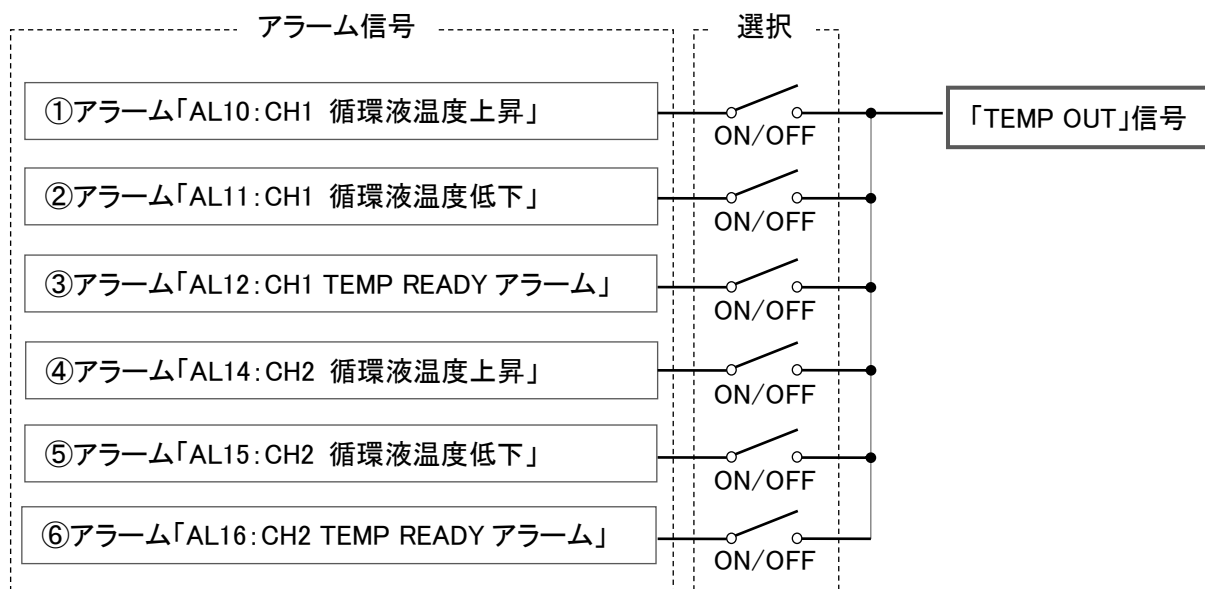 アラーム信号
選択
①アラーム「AL10:CH1 循環液温度上昇」
ON/OFF
「TEMP OUT」信号
②アラーム「AL11:CH1 循環液温度低下」
ON/OFF
③アラーム「AL12:CH1 TEMP READY アラーム」
ON/OFF
④アラーム「AL14:CH2 循環液温度上昇」
ON/OFF
⑤アラーム「AL15:CH2 循環液温度低下」
ON/OFF
⑥アラーム「AL16:CH2 TEMP READY アラーム」
ON/OFF